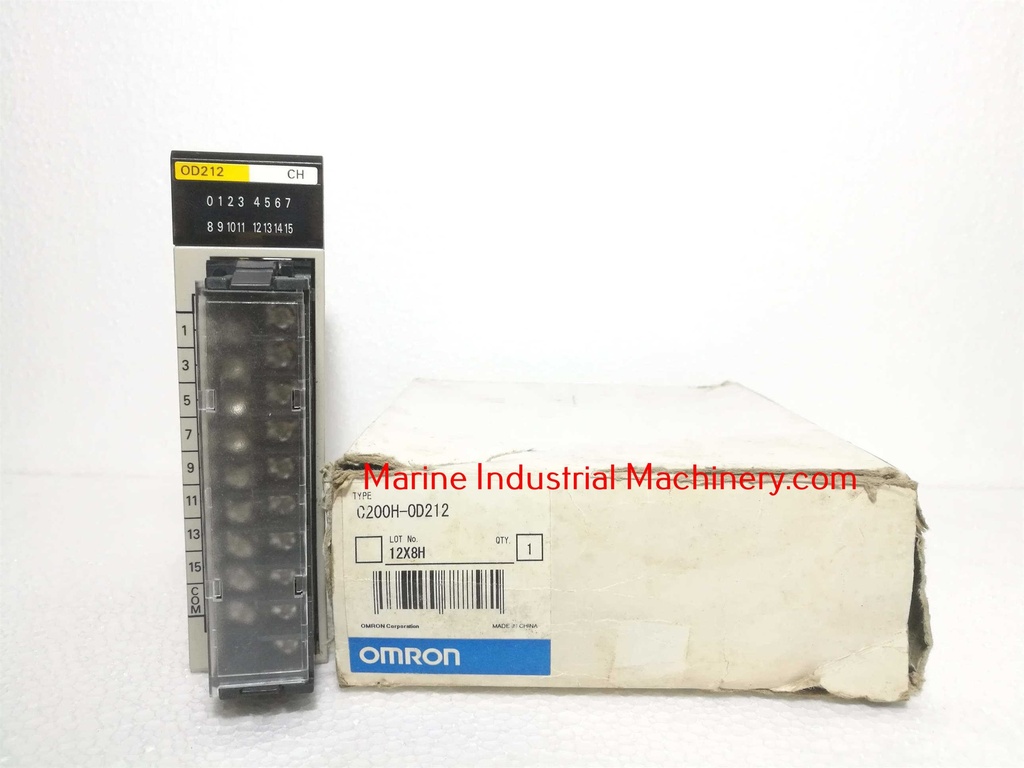 OD212 CH
0 1 2 3 4 5 6 7
8 9 10 11 12 13 14 15
1
3
5
7
9
11
13
15
COM
Marine Industrial Machinery.com
TYPE
C200H-OD212
LOT No. QTY.
12X8H 1
OMRON Corporation MADE IN CHINA
OMRON